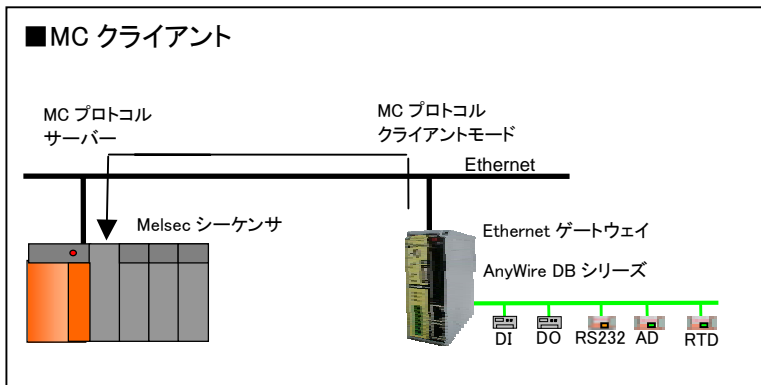 ■MC クライアント
MC プロトコル
サーバー
MC プロトコル
クライアントモード
Ethernet
Melsec シーケンサ
Ethernet ゲートウェイ
AnyWire DB シリーズ
DI DO RS232 AD RTD